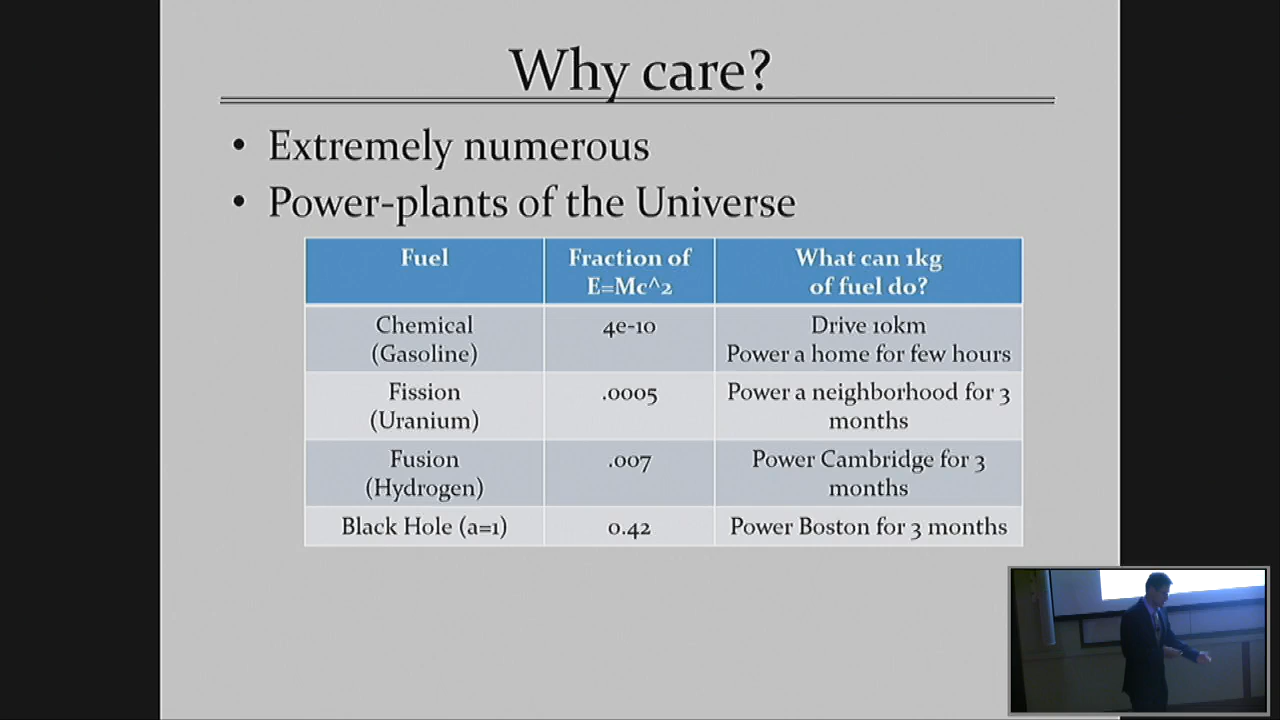 Why care?
• Extremely numerous
• Power-plants of the Universe
Fuel
Fraction of
E=Mc^2
What can 1kg
of fuel do?
Chemical
(Gasoline)
4e-10
Drive 10km
Power a home for few hours
Fission
(Uranium)
.0005
Power a neighborhood for 3
months
Fusion
(Hydrogen)
.007
Power Cambridge for 3
months
Black Hole (a=1)
0.42
Power Boston for 3 months